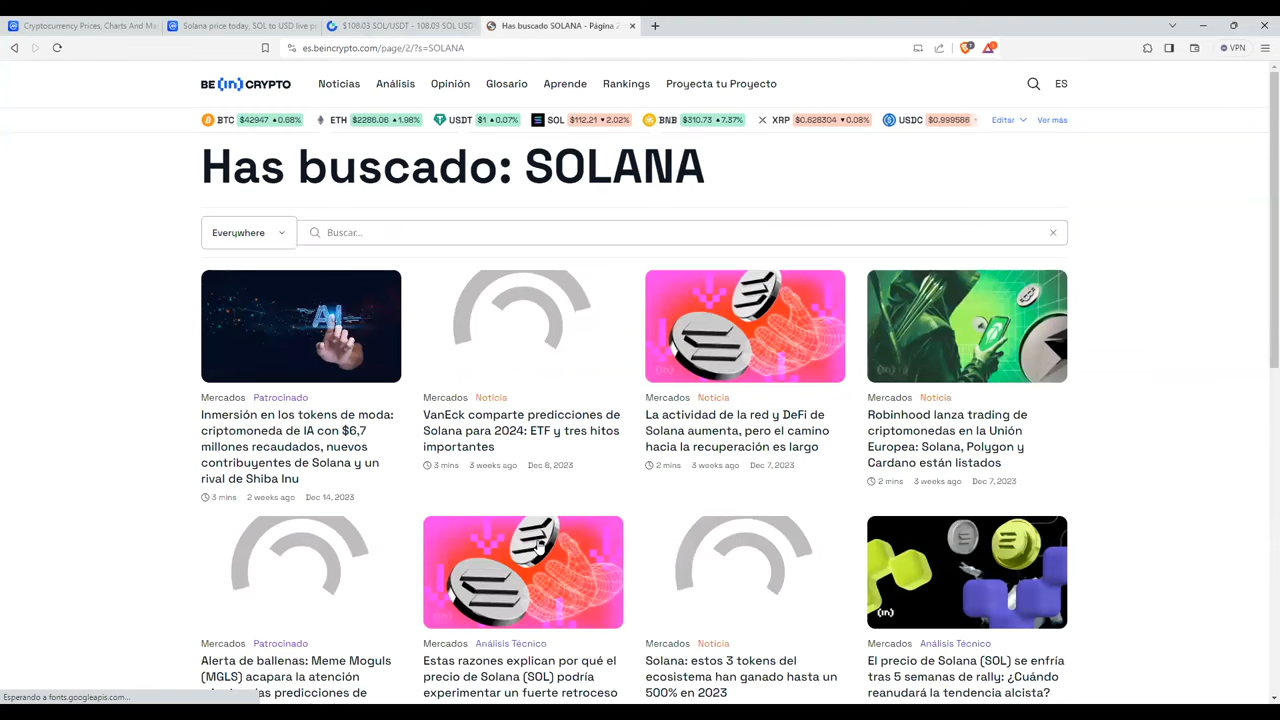 Cryptocurrency Prices, Charts And Ma
Solana price today, SOL to USD live p
$108.03 SOL/USDT – 108.09 SOL USD
Has buscado SOLANA - Página 2
es.beincrypto.com/page/2/?s=SOLANA
VPN
BE[IN]CRYPTO
Noticias
Análisis
Opinión
Glosario
Aprende
Rankings
Proyecta tu Proyecto
ES
BTC $42947 ▲0.68%
ETH $2286.06 ▲1.98%
USDT $1 ▲0.07%
SOL $112.21 ▼2.02%
BNB $310.73 ▲7.37%
XRP $0.628304 ▼0.08%
USDC $0.999586
Editar
Ver más
Has buscado: SOLANA
Everywhere
Buscar...
AI
Mercados Patrocinado
Inmersión en los tokens de moda:
criptomoneda de IA con $6,7
millones recaudados, nuevos
contribuyentes de Solana y un
rival de Shiba Inu
3 mins 2 weeks ago Dec 14, 2023
Mercados Noticia
VanEck comparte predicciones de
Solana para 2024: ETF y tres hitos
importantes
3 mins 3 weeks ago Dec 8, 2023
Mercados Noticia
La actividad de la red y DeFi de
Solana aumenta, pero el camino
hacia la recuperación es largo
2 mins 3 weeks ago Dec 7, 2023
Mercados Noticia
Robinhood lanza trading de
criptomonedas en la Unión
Europea: Solana, Polygon y
Cardano están listados
2 mins 3 weeks ago Dec 7, 2023
Mercados Patrocinado
Alerta de ballenas: Meme Moguls
(MGLS) acapara la atención
las predicciones de
Mercados Análisis Técnico
Estas razones explican por qué el
precio de Solana (SOL) podría
experimentar un fuerte retroceso
Mercados Noticia
Solana: estos 3 tokens del
ecosistema han ganado hasta un
500% en 2023
Mercados Análisis Técnico
El precio de Solana (SOL) se enfría
tras 5 semanas de rally: ¿Cuándo
reanudará la tendencia alcista?
Esperando a fonts.googleapis.com...